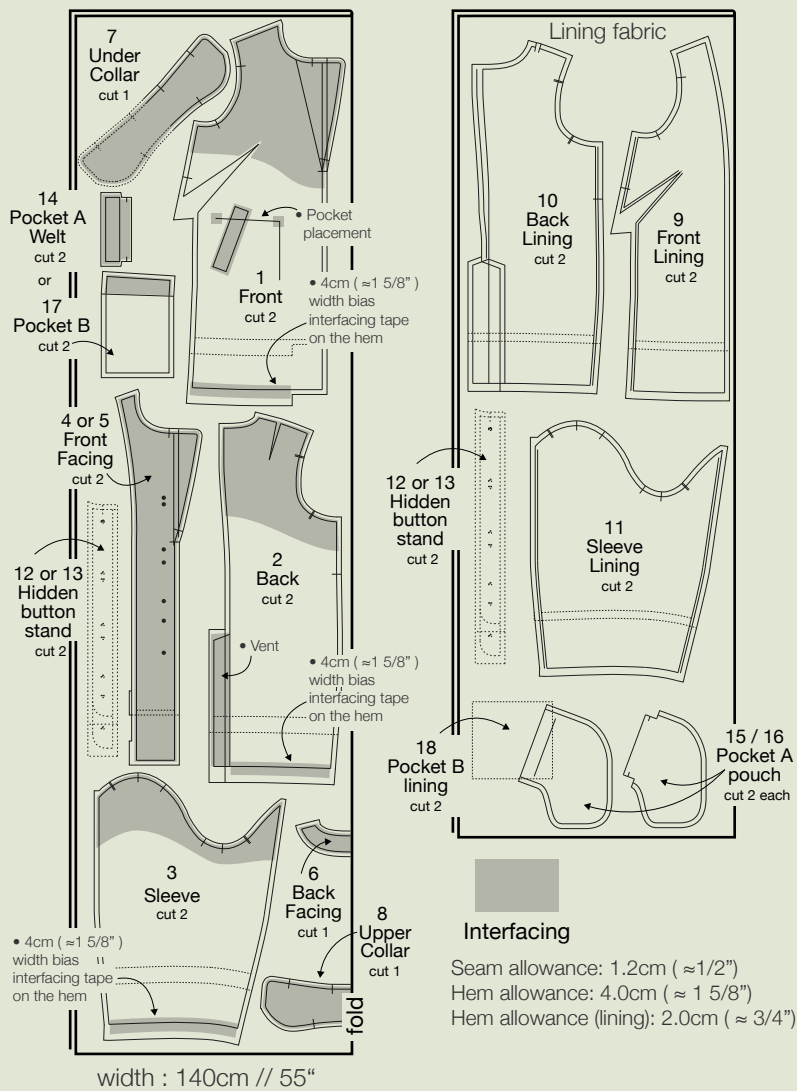 7
Under
Collar
cut 1
14
Pocket A
Welt
cut 2
or
17
Pocket B
cut 2
• Pocket
placement
1
Front
cut 2
• 4cm ( ≈1 5/8” )
width bias
interfacing tape
on the hem
4 or 5
Front
Facing
cut 2
12 or 13
Hidden
button
stand
cut 2
2
Back
cut 2
• Vent
• 4cm ( ≈1 5/8” )
width bias
interfacing tape
on the hem
3
Sleeve
cut 2
• 4cm ( ≈1 5/8” )
width bias
interfacing tape
on the hem
6
Back
Facing
cut 1
8
Upper
Collar
cut 1
fold
width : 140cm // 55“
Lining fabric
10
Back
Lining
cut 2
9
Front
Lining
cut 2
12 or 13
Hidden
button
stand
cut 2
11
Sleeve
Lining
cut 2
18
Pocket B
lining
cut 2
15 / 16
Pocket A
pouch
cut 2 each
Interfacing
Seam allowance: 1.2cm ( ≈1/2”)
Hem allowance: 4.0cm ( ≈ 1 5/8”)
Hem allowance (lining): 2.0cm ( ≈ 3/4”)